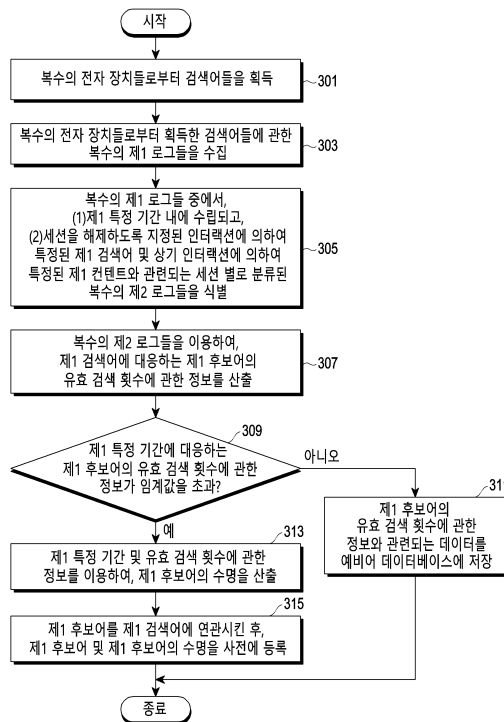 시작
복수의 전자 장치들로부터 검색어들을 획득
301
복수의 전자 장치들로부터 획득한 검색어들에 관한
복수의 제1 로그들을 수집
303
복수의 제1 로그들 중에서,
(1)제1 특정 기간 내에 수립되고,
(2)세션을 해제하도록 지정된 인터랙션에 의하여
특정된 제1 검색어 및 상기 인터랙션에 의하여
특정된 제1 컨텐트와 관련되는 세션 별로 분류된
복수의 제2 로그들을 식별
305
복수의 제2 로그들을 이용하여,
제1 검색어에 대응하는 제1 후보어의
유효 검색 횟수에 관한 정보를 산출
307
309
제1 특정 기간에 대응하는
제1 후보어의 유효 검색 횟수에 관한
정보가 임계값을 초과?
아니오
예
311
제1 후보어의
유효 검색 횟수에 관한
정보와 관련되는 데이터를
예비어 데이터베이스에 저장
313
제1 특정 기간 및 유효 검색 횟수에 관한
정보를 이용하여, 제1 후보어의 수명을 산출
315
제1 후보어를 제1 검색어에 연관시킨 후,
제1 후보어 및 제1 후보어의 수명을 사전에 등록
종료